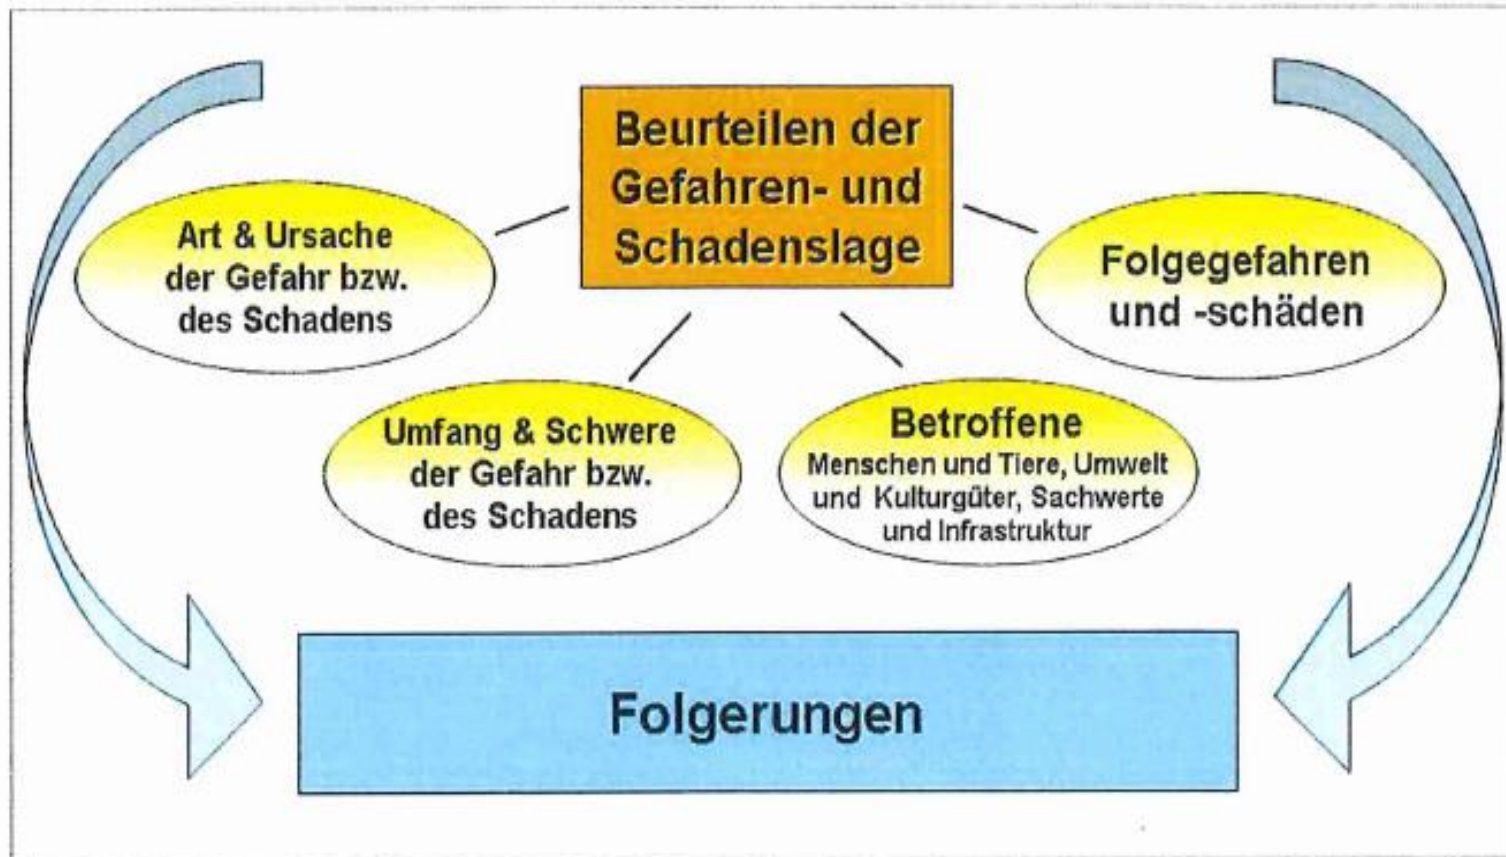 Beurteilen der
Gefahren- und
Schadenslage
Art & Ursache
der Gefahr bzw.
des Schadens
Umfang & Schwere
der Gefahr bzw.
des Schadens
Betroffene
Menschen und Tiere, Umwelt
und Kulturgüter, Sachwerte
und Infrastruktur
Folgegefahren
und -schäden
Folgerungen